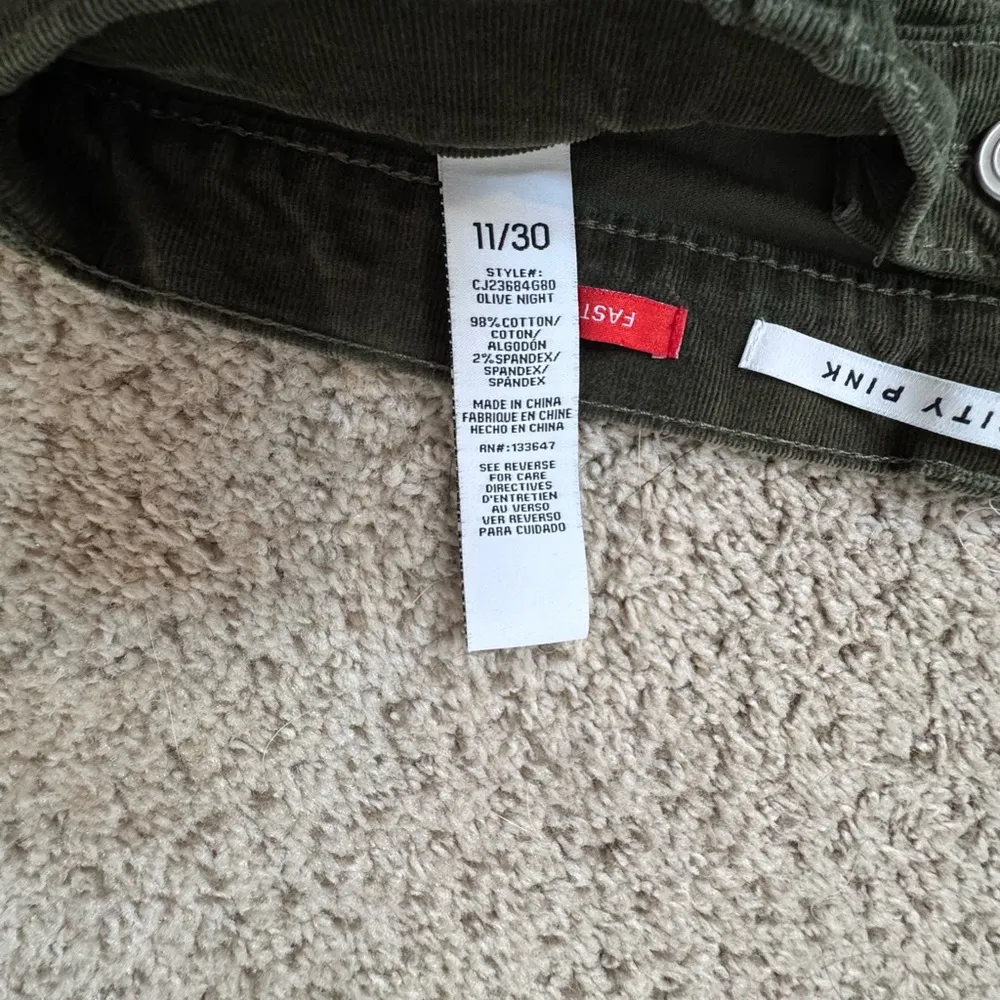 11/30
STYLE#:
CJ23684G80
OLIVE NIGHT
98%COTTON/
COTON/
ALGODÓN
2%SPANDEX/
SPANDEX/
SPÁNDEX
MADE IN CHINA
FABRIQUE EN CHINE
HECHO EN CHINA
RN#:133647
SEE REVERSE
FOR CARE
DIRECTIVES
D'ENTRETIEN
AU VERSO
VER REVERSO
PARA CUIDADO
FAST
ITY PINK